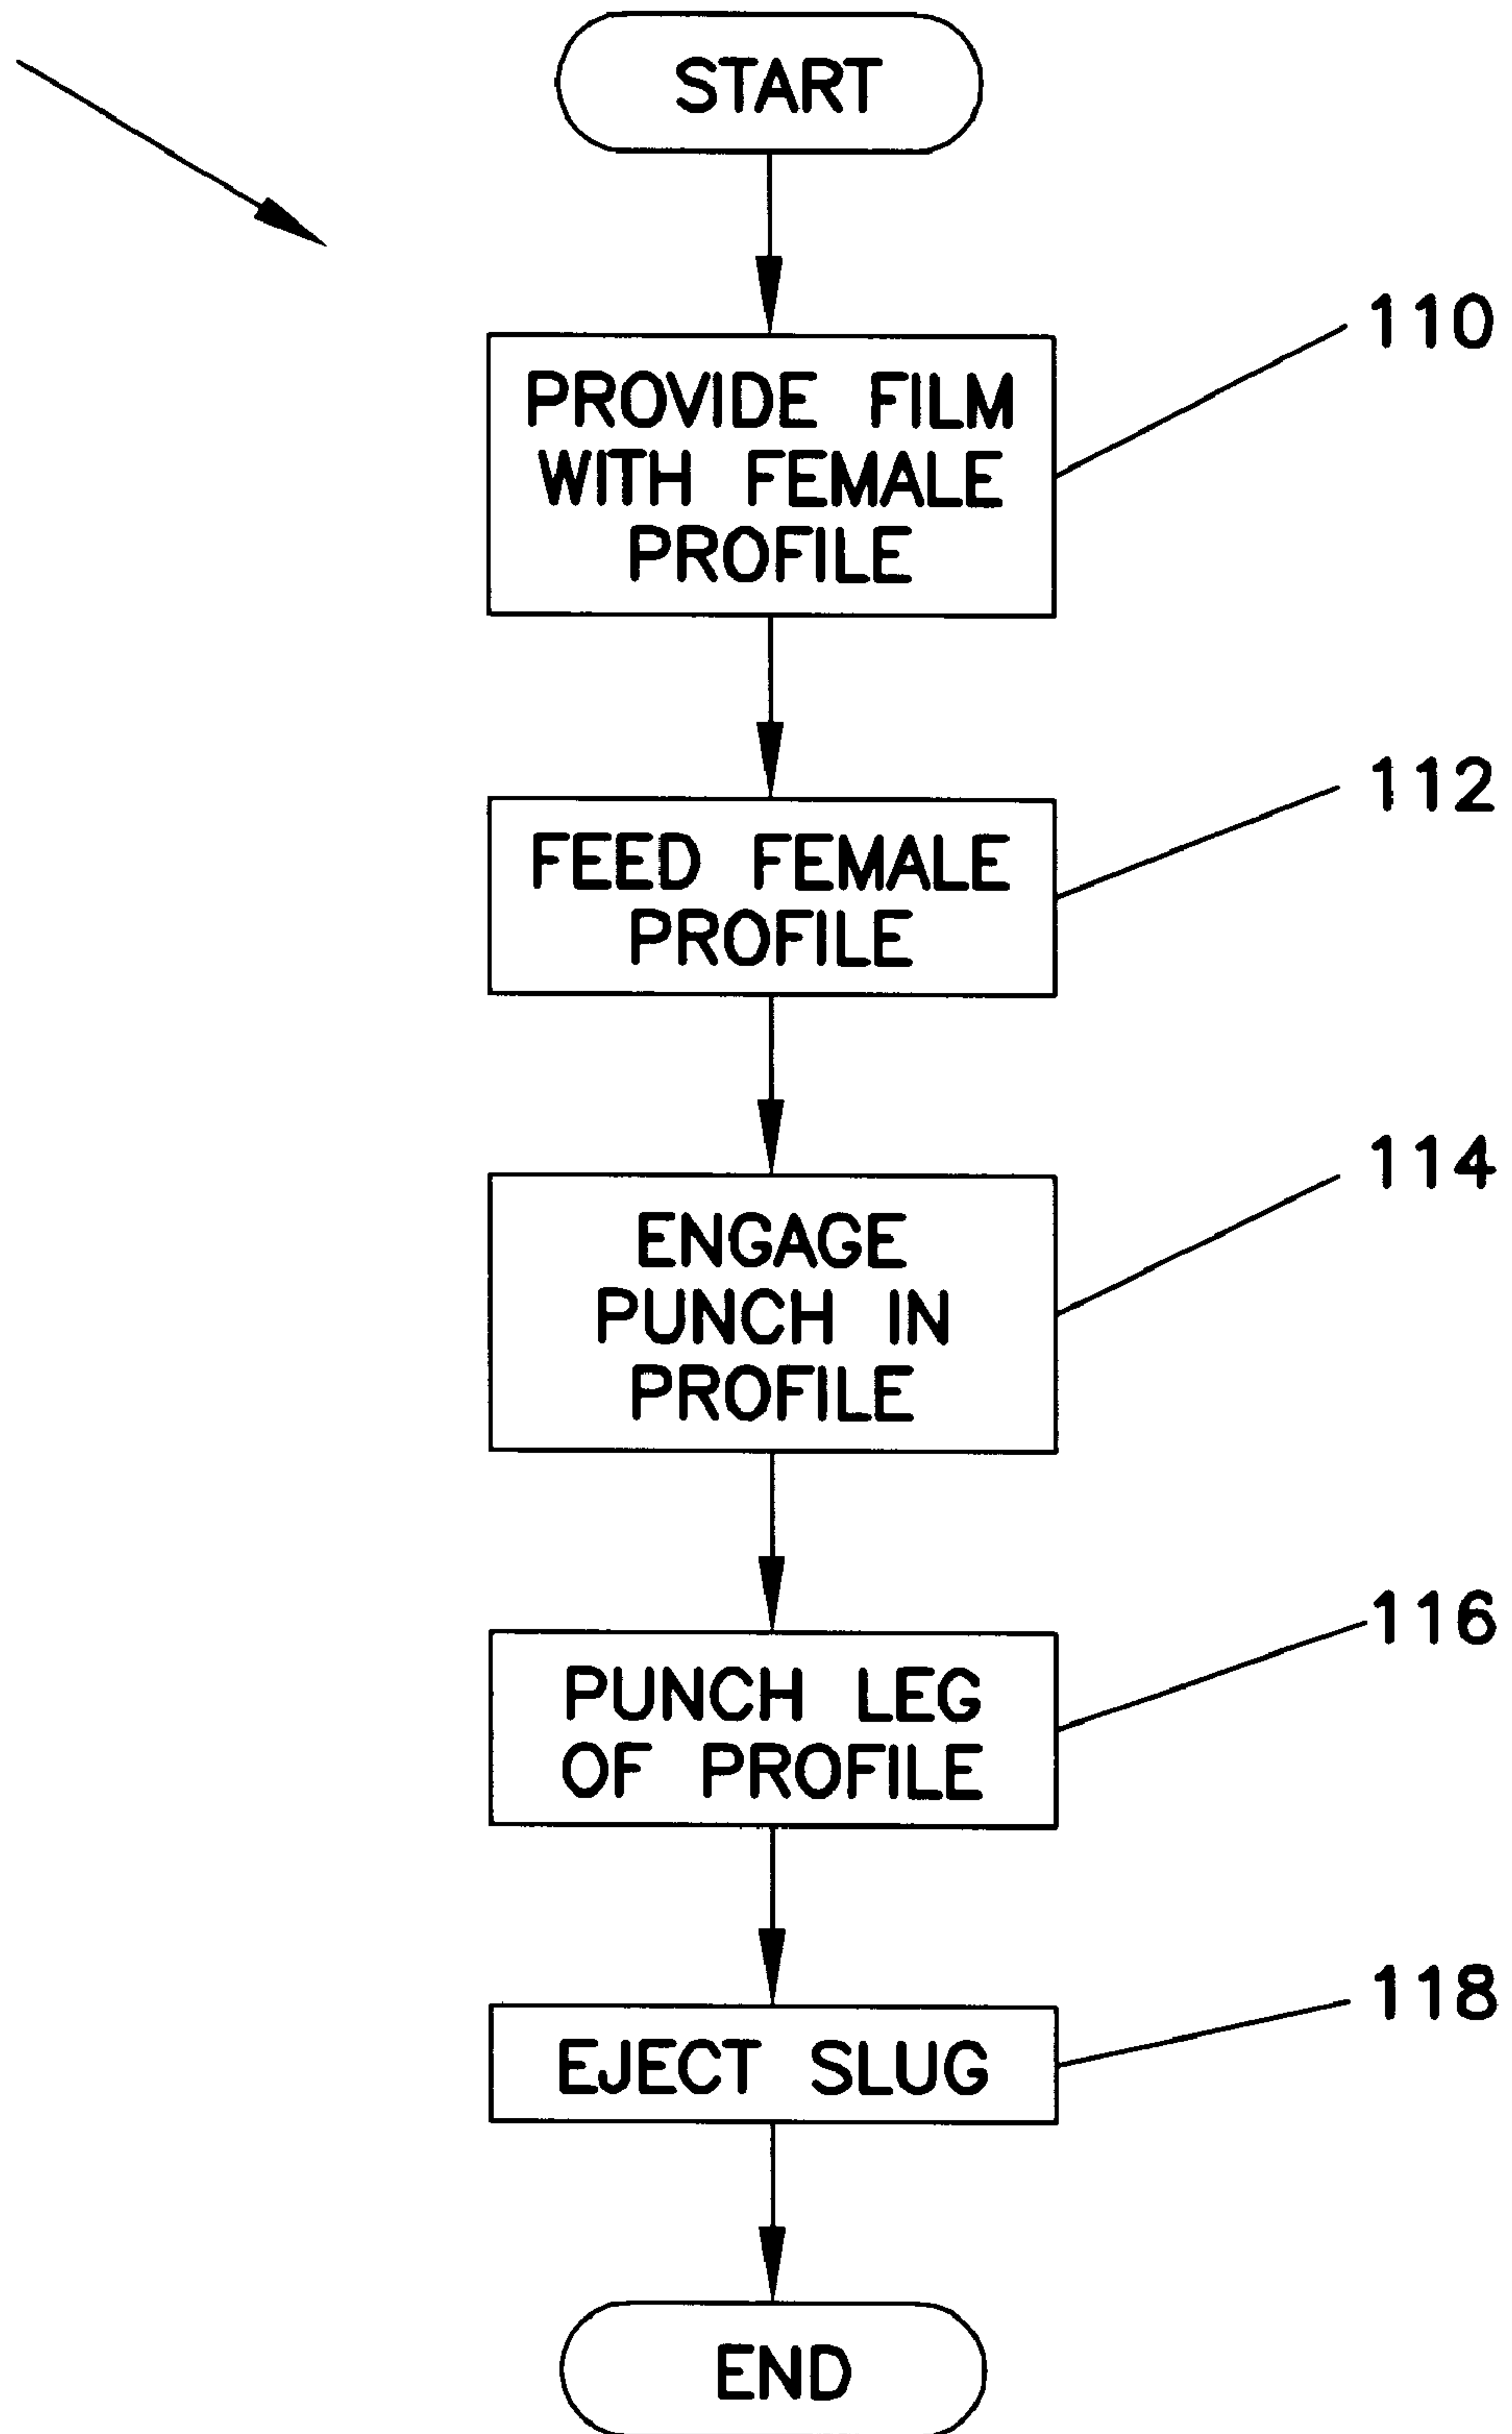 START
PROVIDE FILM
WITH FEMALE
PROFILE
110
FEED FEMALE
PROFILE
112
ENGAGE
PUNCH IN
PROFILE
114
PUNCH LEG
OF PROFILE
116
EJECT SLUG
118
END